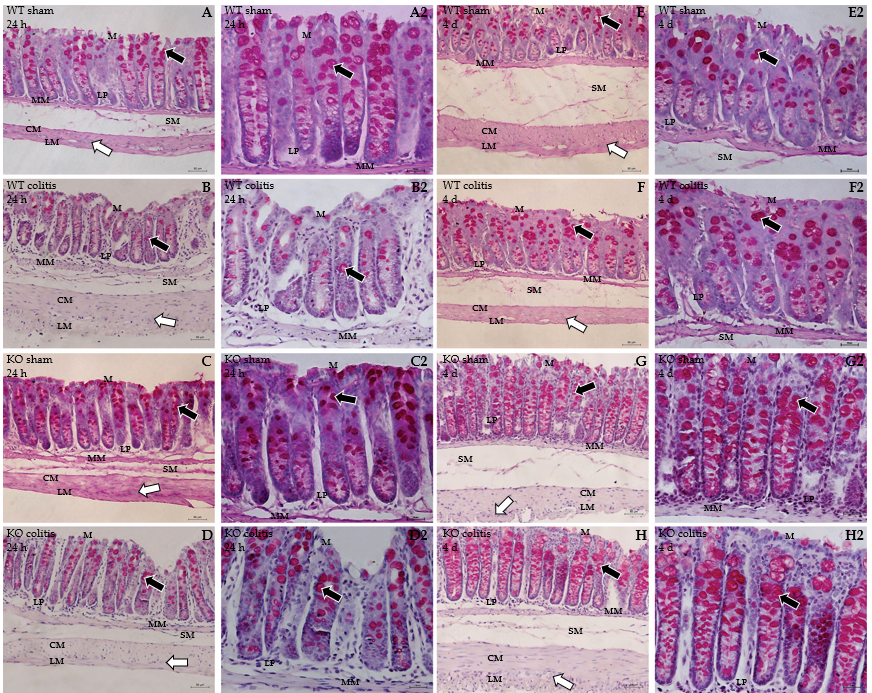 WT sham A
24 h
M
MM
LP
SM
CM
LM
WT sham A2
24 h
M
LP
MM
WT sham E
4 d
M
LP
MM
SM
CM
LM
WT sham E2
4 d
M
LP
MM
SM
WT colitis B
24 h
M
LP
MM
SM
CM
LM
WT colitis B2
24 h
M
LP
MM
WT colitis F
4 d
M
LP
MM
SM
CM
LM
WT colitis F2
4 d
M
LP
MM
SM
KO sham C
24 h
M
LP
MM
SM
CM
LM
KO sham C2
24 h
M
LP
MM
KO sham G
4 d
M
LP
MM
SM
CM
LM
KO sham G2
4 d
M
LP
MM
KO colitis D
24 h
M
LP
MM
SM
CM
LM
KO colitis D2
24 h
M
LP
MM
KO colitis H
4 d
M
LP
MM
SM
CM
LM
KO colitis H2
4 d
M
LP